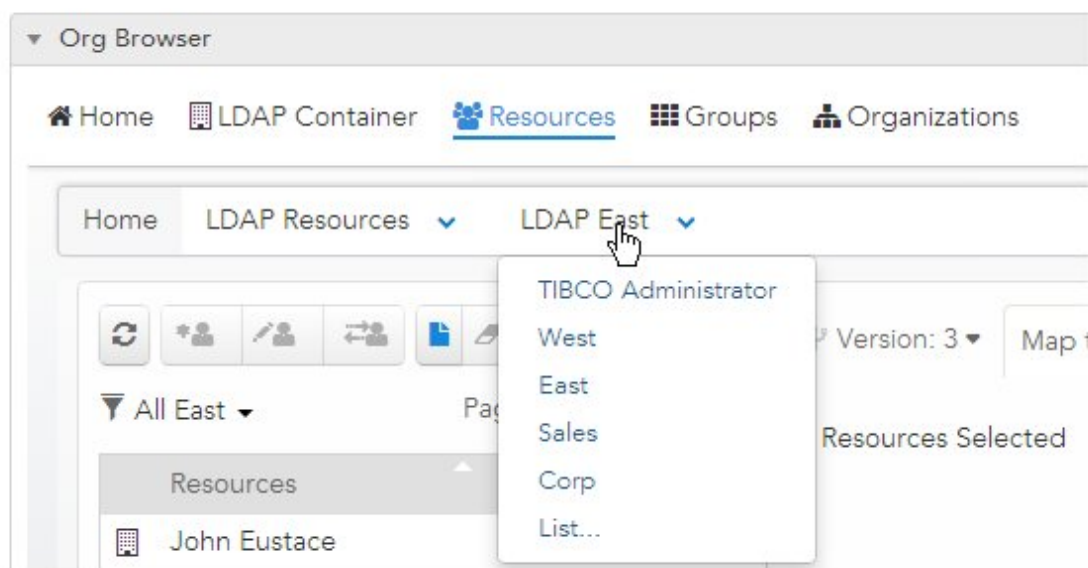 Org Browser
Home LDAP Container Resources Groups Organizations
Home LDAP Resources LDAP East
TIBCO Administrator
West
East
Sales
Corp
List...
Version: 3 Map
All East
Resources Selected
Resources
John Eustace